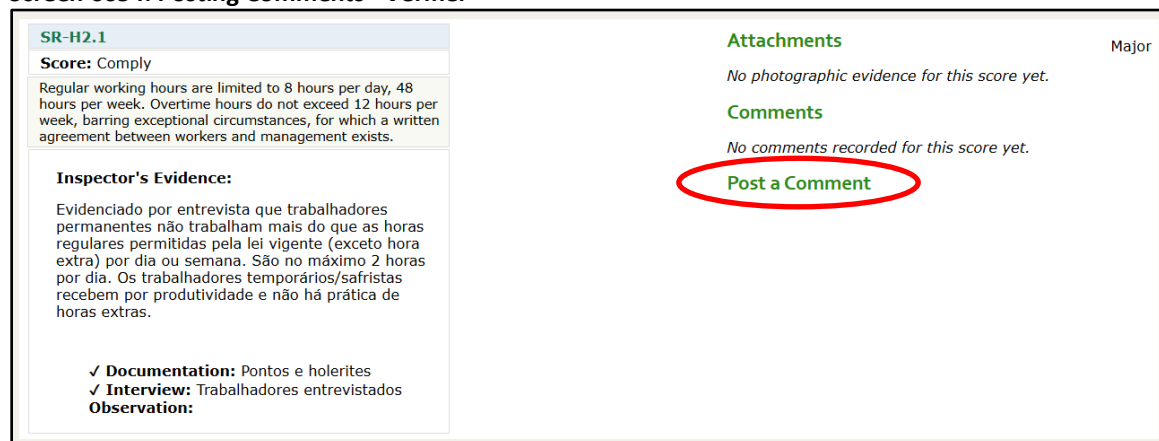 SR-H2.1
Score: Comply
Regular working hours are limited to 8 hours per day, 48
hours per week. Overtime hours do not exceed 12 hours per
week, barring exceptional circumstances, for which a written
agreement between workers and management exists.
Inspector's Evidence:
Evidenciado por entrevista que trabalhadores
permanentes não trabalham mais do que as horas
regulares permitidas pela lei vigente (exceto hora
extra) por dia ou semana. São no máximo 2 horas
por dia. Os trabalhadores temporários/safristas
recebem por produtividade e não há prática de
horas extras.
✓ Documentation: Pontos e holerites
✓ Interview: Trabalhadores entrevistados
Observation:
Attachments
Major
No photographic evidence for this score yet.
Comments
No comments recorded for this score yet.
Post a Comment